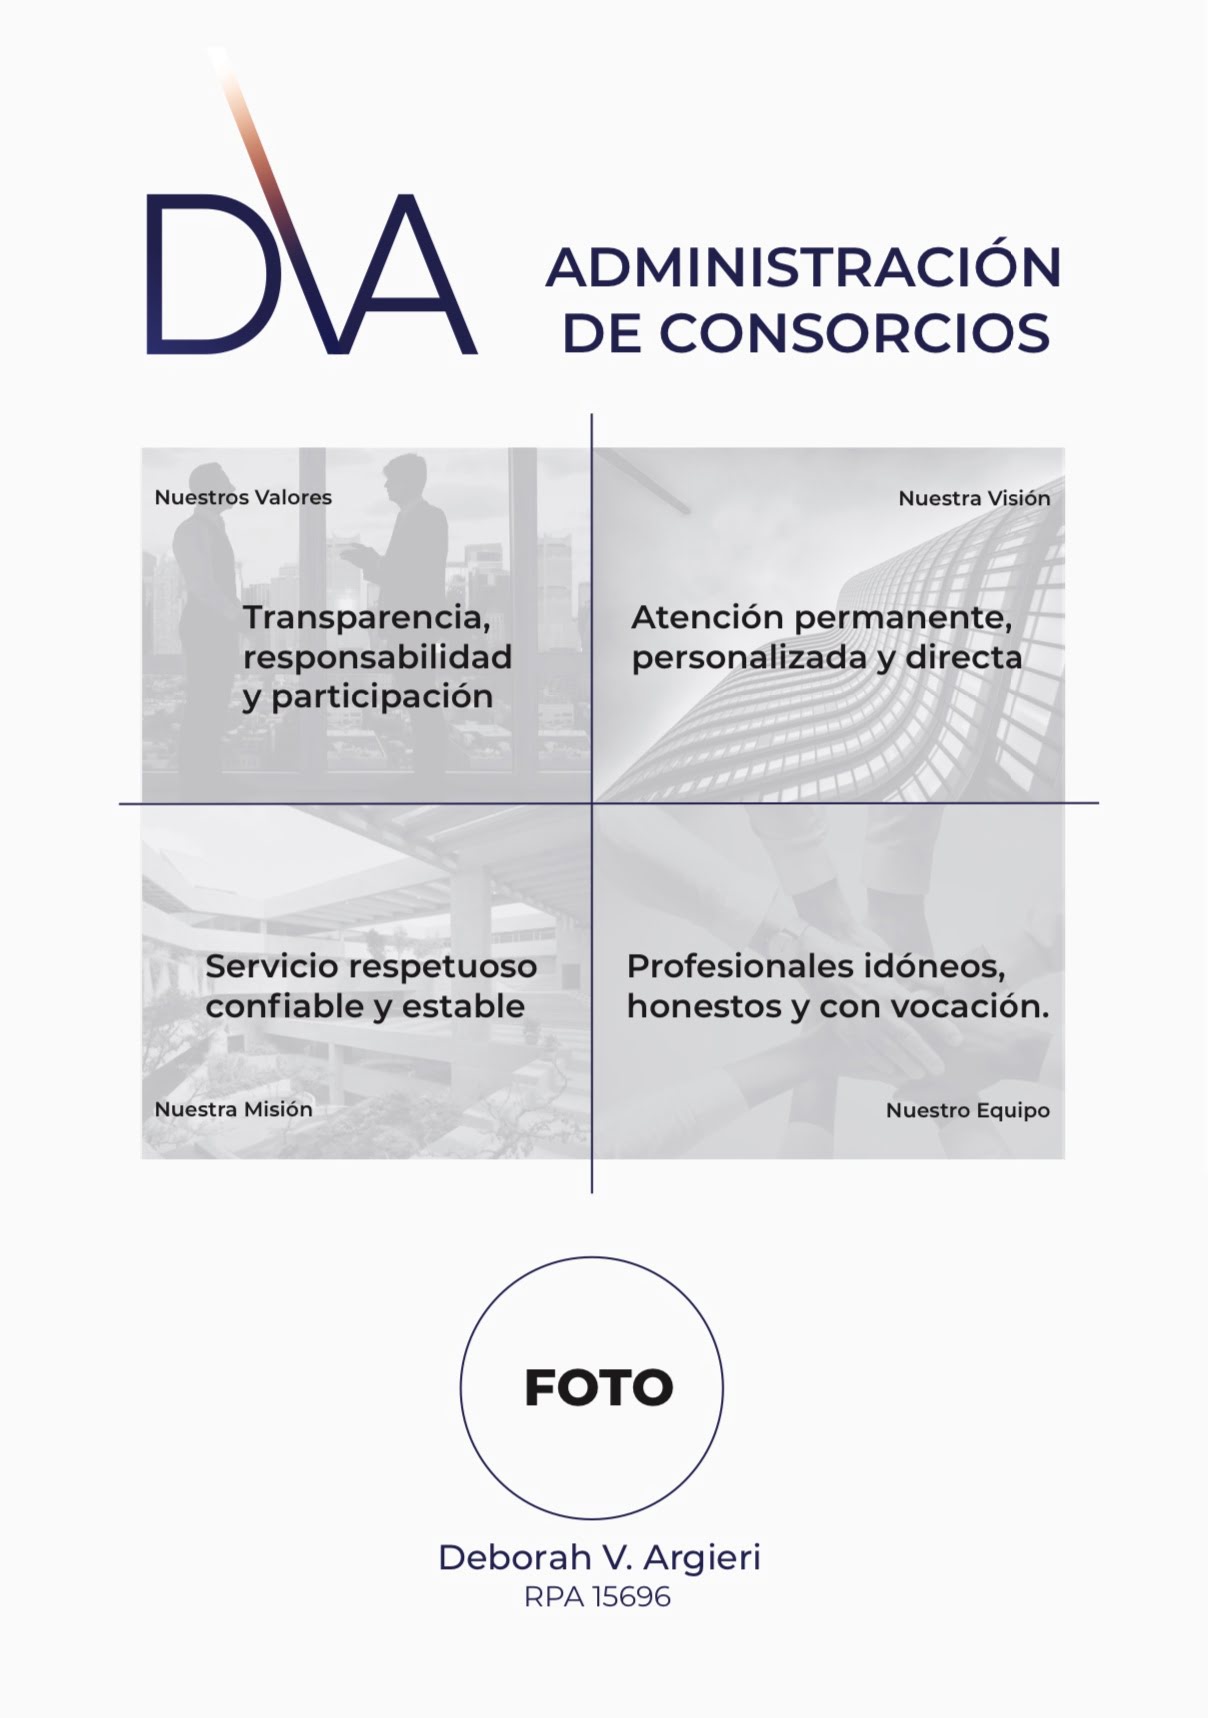 DVA
ADMINISTRACIÓN
DE CONSORCIOS
Nuestros Valores
Transparencia,
responsabilidad
y participación
Nuestra Visión
Atención permanente,
personalizada y directa
Servicio respetuoso
confiable y estable
Nuestra Misión
Profesionales idóneos,
honestos y con vocación.
Nuestro Equipo
FOTO
Deborah V. Argieri
RPA 15696